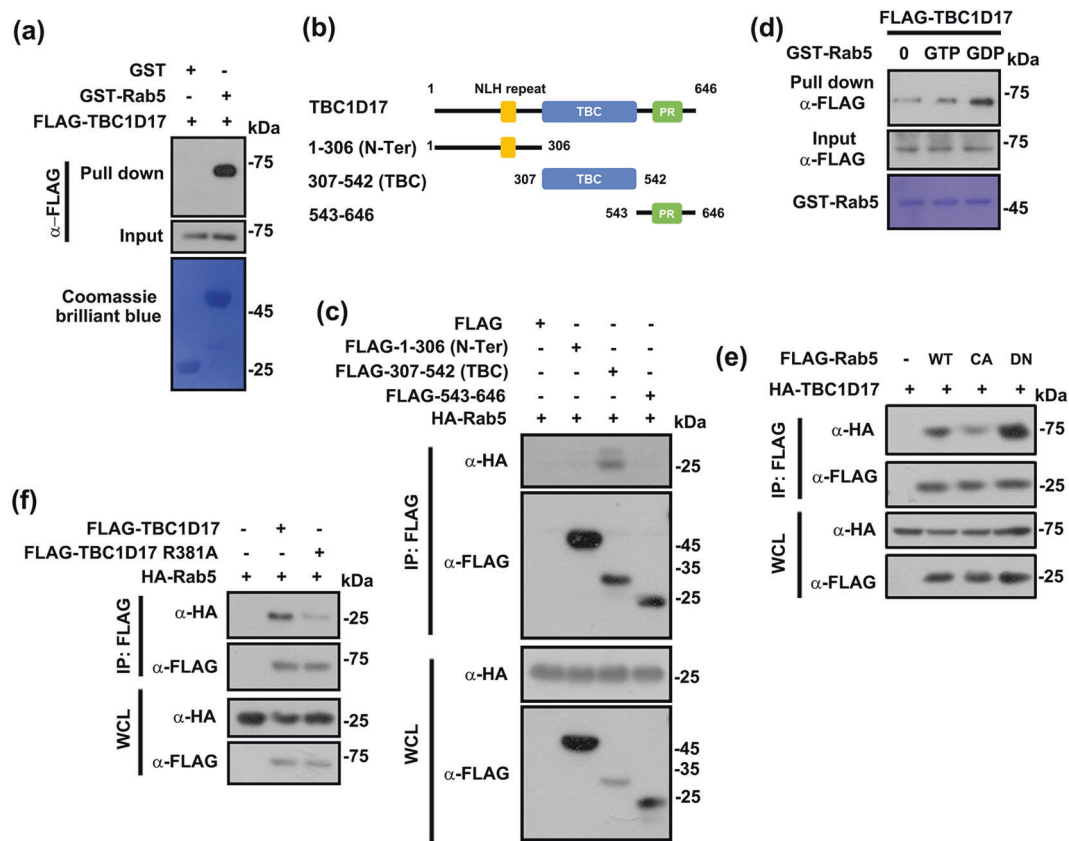 (a)
GST + -
GST-Rab5 - +
FLAG-TBC1D17 + +
kDa
α-FLAG
Pull down -75
Input -75
Coomassie
brilliant blue
-45
-25
(b)
1 NLH repeat 646
TBC1D17 TBC PR
1-306 (N-Ter) 1 306
307-542 (TBC) 307 TBC 542
543-646 543 PR 646
(c)
FLAG + - - -
FLAG-1-306 (N-Ter) - + - -
FLAG-307-542 (TBC) - - + -
FLAG-543-646 - - - +
HA-Rab5 + + + +
kDa
IP: FLAG
α-HA -25
α-FLAG
-45
-35
-25
WCL
α-HA -25
α-FLAG
-45
-35
-25
(d)
FLAG-TBC1D17
GST-Rab5 0 GTP GDP kDa
Pull down
α-FLAG
-75
Input
α-FLAG
-75
GST-Rab5 -45
(e)
FLAG-Rab5 - WT CA DN
HA-TBC1D17 + + + +
kDa
IP: FLAG
α-HA -75
α-FLAG -25
WCL
α-HA -75
α-FLAG -25
(f)
FLAG-TBC1D17 - + -
FLAG-TBC1D17 R381A - - +
HA-Rab5 + + +
kDa
IP: FLAG
α-HA -25
α-FLAG -75
WCL
α-HA -25
α-FLAG -75